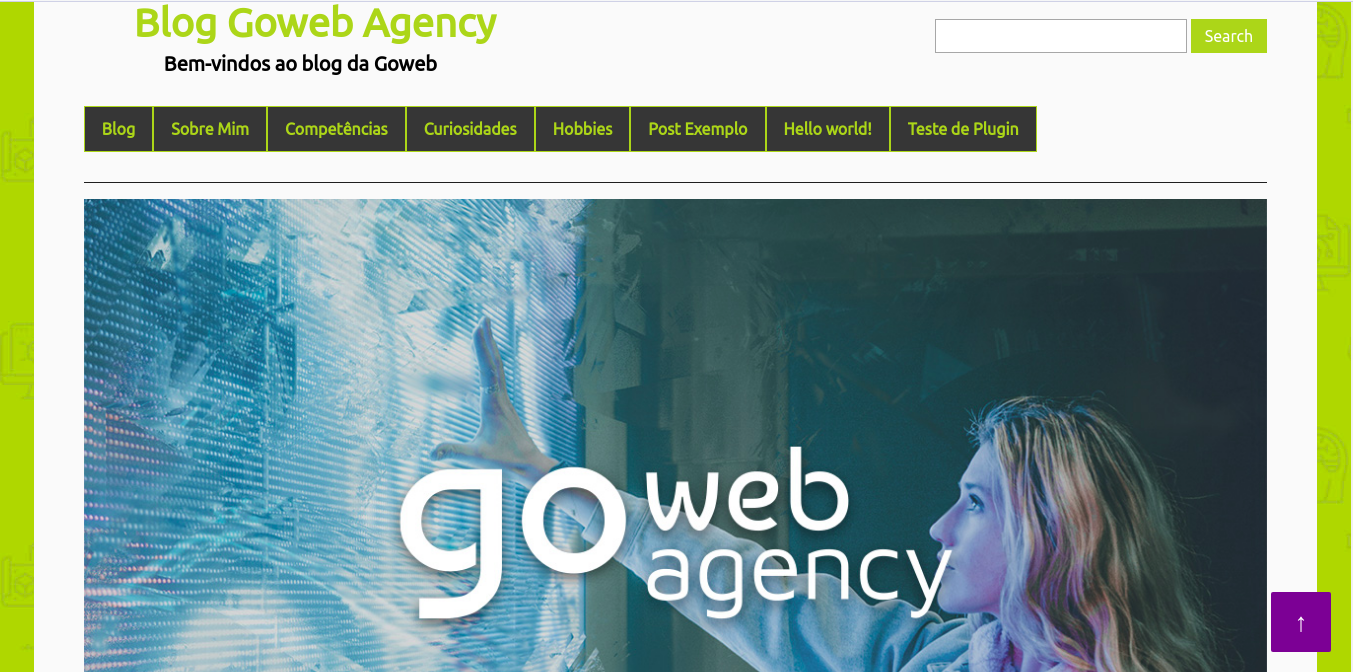 Blog Goweb Agency
Search
Bem-vindos ao blog da Goweb
Blog Sobre Mim Competências Curiosidades Hobbies Post Exemplo Hello world! Teste de Plugin
go web
agency
↑